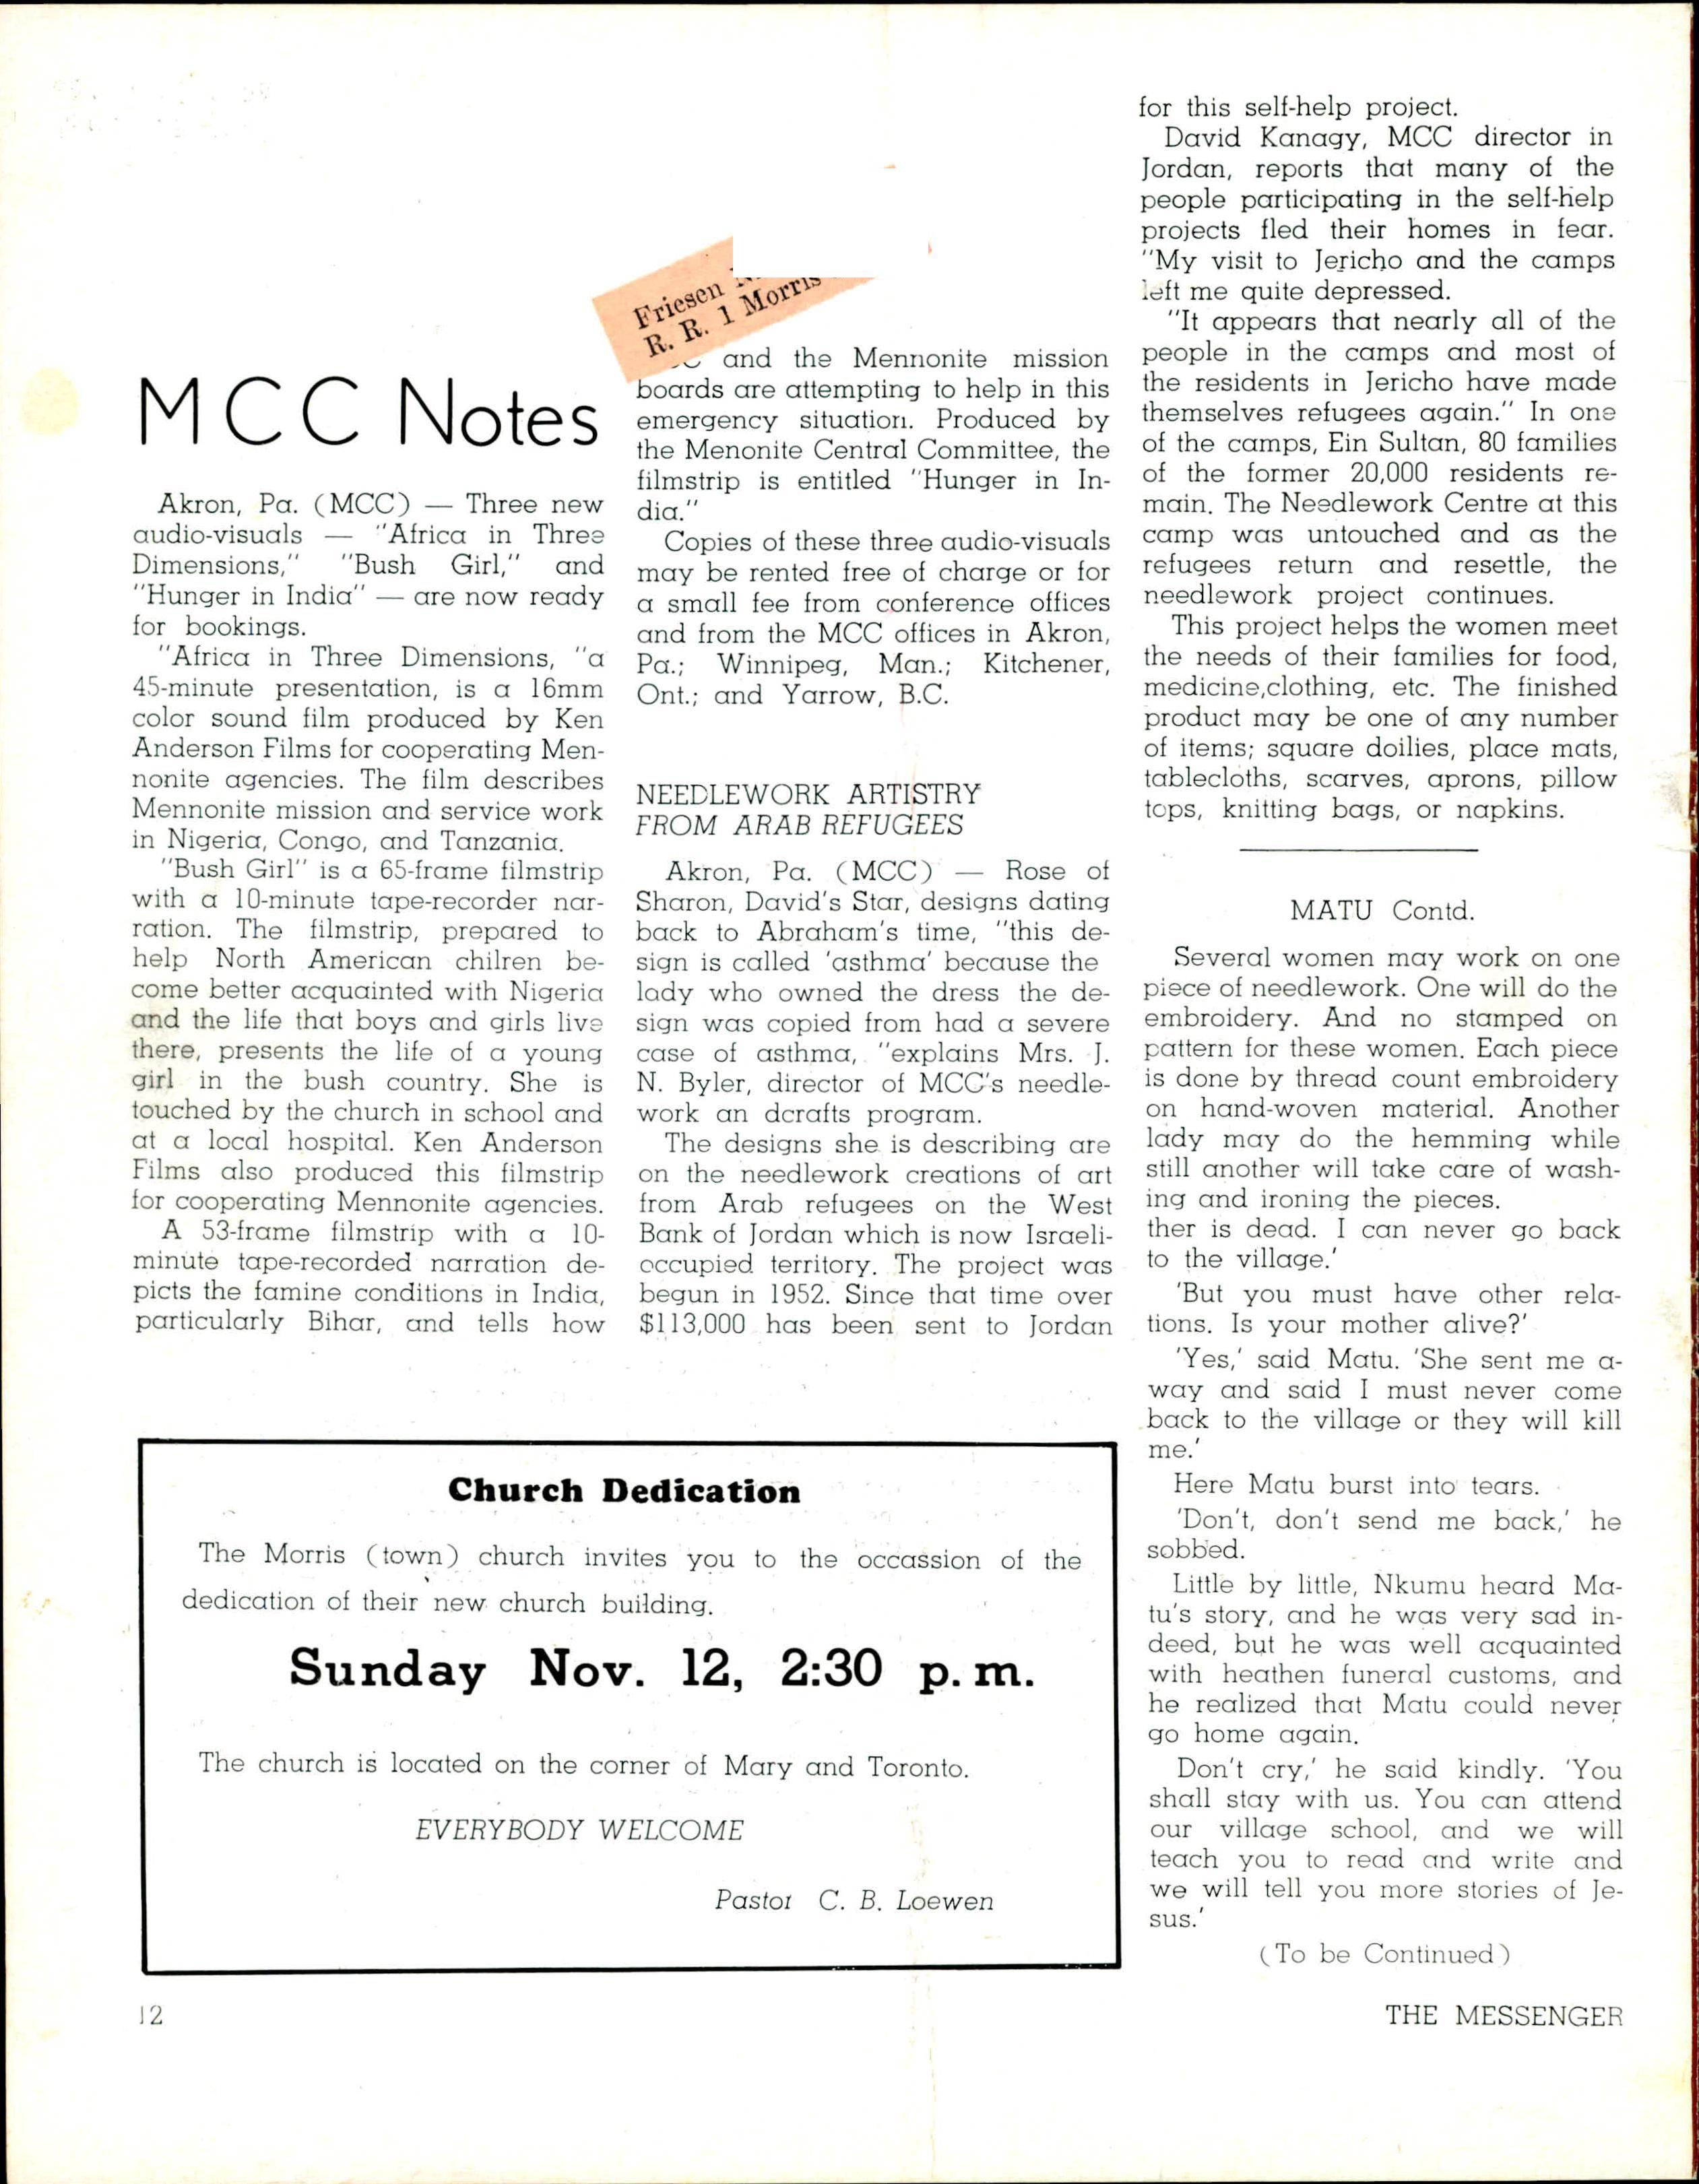 M C C Notes
Akron, Pa. (MCC) — Three new
audio-visuals — "Africa in Three
Dimensions," "Bush Girl," and
"Hunger in India" — are now ready
for bookings.
"Africa in Three Dimensions, "a
45-minute presentation, is a 16mm
color sound film produced by Ken
Anderson Films for cooperating Men-
nonite agencies. The film describes
Mennonite mission and service work
in Nigeria, Congo, and Tanzania.
"Bush Girl" is a 65-frame filmstrip
with a 10-minute tape-recorder nar-
ration. The filmstrip, prepared to
help North American chilren be-
come better acquainted with Nigeria
and the life that boys and girls live
there, presents the life of a young
girl in the bush country. She is
touched by the church in school and
at a local hospital. Ken Anderson
Films also produced this filmstrip
for cooperating Mennonite agencies.
A 53-frame filmstrip with a 10-
minute tape-recorded narration de-
picts the famine conditions in India,
particularly Bihar, and tells how
Friesen
R. R. 1 Morris
and the Mennonite mission
boards are attempting to help in this
emergency situation. Produced by
the Menonite Central Committee, the
filmstrip is entitled "Hunger in In-
dia."
Copies of these three audio-visuals
may be rented free of charge or for
a small fee from conference offices
and from the MCC offices in Akron,
Pa.; Winnipeg, Man.; Kitchener,
Ont.; and Yarrow, B.C.
NEEDLEWORK ARTISTRY
FROM ARAB REFUGEES
Akron, Pa. (MCC) — Rose of
Sharon, David's Star, designs dating
back to Abraham's time, "this de-
sign is called 'asthma' because the
lady who owned the dress the de-
sign was copied from had a severe
case of asthma, "explains Mrs. J.
N. Byler, director of MCC's needle-
work an dcrafts program.
The designs she is describing are
on the needlework creations of art
from Arab refugees on the West
Bank of Jordan which is now Israeli-
occupied territory. The project was
begun in 1952. Since that time over
$113,000 has been sent to Jordan
for this self-help project.
David Kanagy, MCC director in
Jordan, reports that many of the
people participating in the self-help
projects fled their homes in fear.
"My visit to Jericho and the camps
left me quite depressed.
"It appears that nearly all of the
people in the camps and most of
the residents in Jericho have made
themselves refugees again." In one
of the camps, Ein Sultan, 80 families
of the former 20,000 residents re-
main. The Needlework Centre at this
camp was untouched and as the
refugees return and resettle, the
needlework project continues.
This project helps the women meet
the needs of their families for food,
medicine,clothing, etc. The finished
product may be one of any number
of items; square doilies, place mats,
tablecloths, scarves, aprons, pillow
tops, knitting bags, or napkins.
MATU Contd.
Several women may work on one
piece of needlework. One will do the
embroidery. And no stamped on
pattern for these women. Each piece
is done by thread count embroidery
on hand-woven material. Another
lady may do the hemming while
still another will take care of wash-
ing and ironing the pieces.
ther is dead. I can never go back
to the village.'
'But you must have other rela-
tions. Is your mother alive?'
'Yes,' said Matu. 'She sent me a-
way and said I must never come
back to the village or they will kill
me.'
Here Matu burst into tears.
'Don't, don't send me back,' he
sobbed.
Little by little, Nkumu heard Ma-
tu's story, and he was very sad in-
deed, but he was well acquainted
with heathen funeral customs, and
he realized that Matu could never
go home again.
Don't cry,' he said kindly. 'You
shall stay with us. You can attend
our village school, and we will
teach you to read and write and
we will tell you more stories of Je-
sus.'
(To be Continued)
Church Dedication
The Morris (town) church invites you to the occassion of the
dedication of their new church building.
Sunday Nov. 12, 2:30 p. m.
The church is located on the corner of Mary and Toronto.
EVERYBODY WELCOME
Pastor C. B. Loewen
12
THE MESSENGER